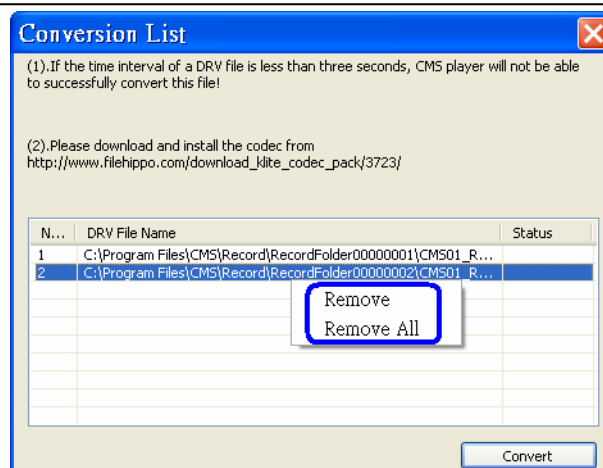 Conversion List
(1).If the time interval of a DRV file is less than three seconds, CMS player will not be able
to successfully convert this file!
(2).Please download and install the codec from
http://www.filehippo.com/download_klite_codec_pack/3723/
N... DRV File Name Status
1 C:\Program Files\CMS\Record\RecordFolder00000001\CMS01_R...
2 C:\Program Files\CMS\Record\RecordFolder00000002\CMS01_R...
Remove
Remove All
Convert